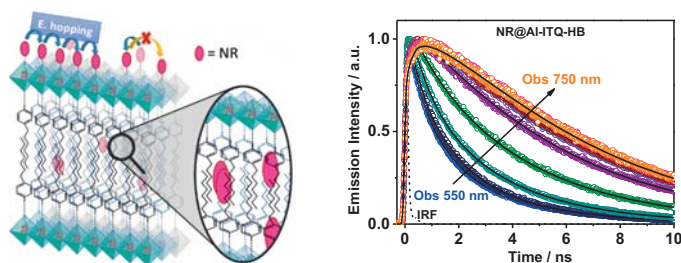 E. hopping
= NR
NR@Al-ITQ-HB
Obs 750 nm
Obs 550 nm
IRF
Emission Intensity / a.u.
1.0
0.5
0.0
0
2
4
6
8
10
Time / ns